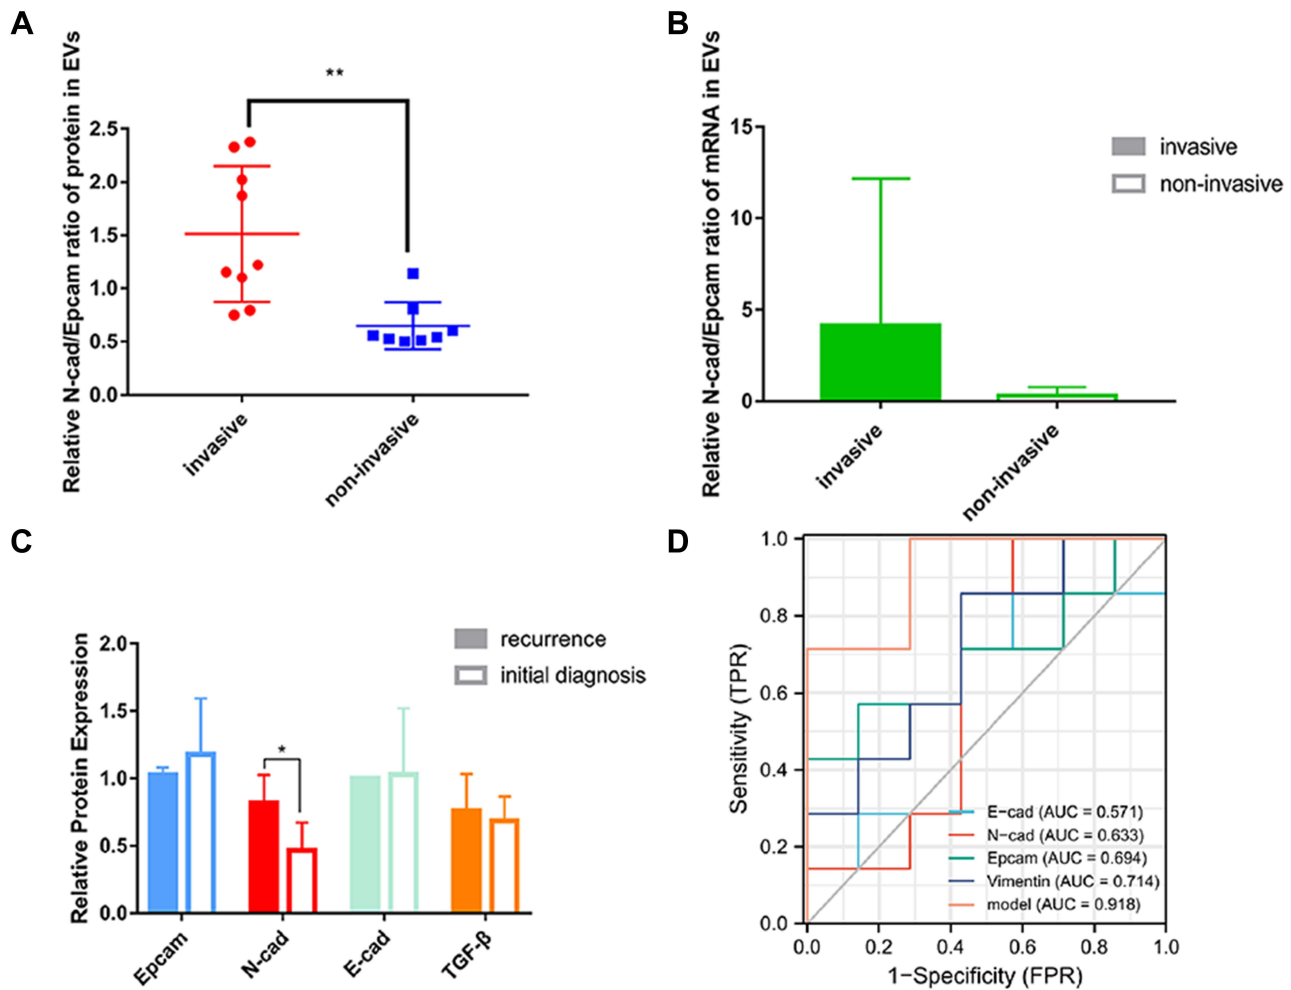 A
Relative N-cad/Epcam ratio of protein in EVs
**
2.5
2.0
1.5
1.0
0.5
0.0
invasive
non-invasive
B
Relative N-cad/Epcam ratio of mRNA in EVs
15
10
5
0
invasive
non-invasive
invasive
non-invasive
C
Relative Protein Expression
2.0
1.5
1.0
0.5
0.0
recurrence
initial diagnosis
*
Epcam
N-cad
E-cad
TGF-β
D
Sensitivity (TPR)
1.0
0.8
0.6
0.4
0.2
0.0
E-cad (AUC = 0.571)
N-cad (AUC = 0.633)
Epcam (AUC = 0.694)
Vimentin (AUC = 0.714)
model (AUC = 0.918)
0.0
0.2
0.4
0.6
0.8
1.0
1-Specificity (FPR)